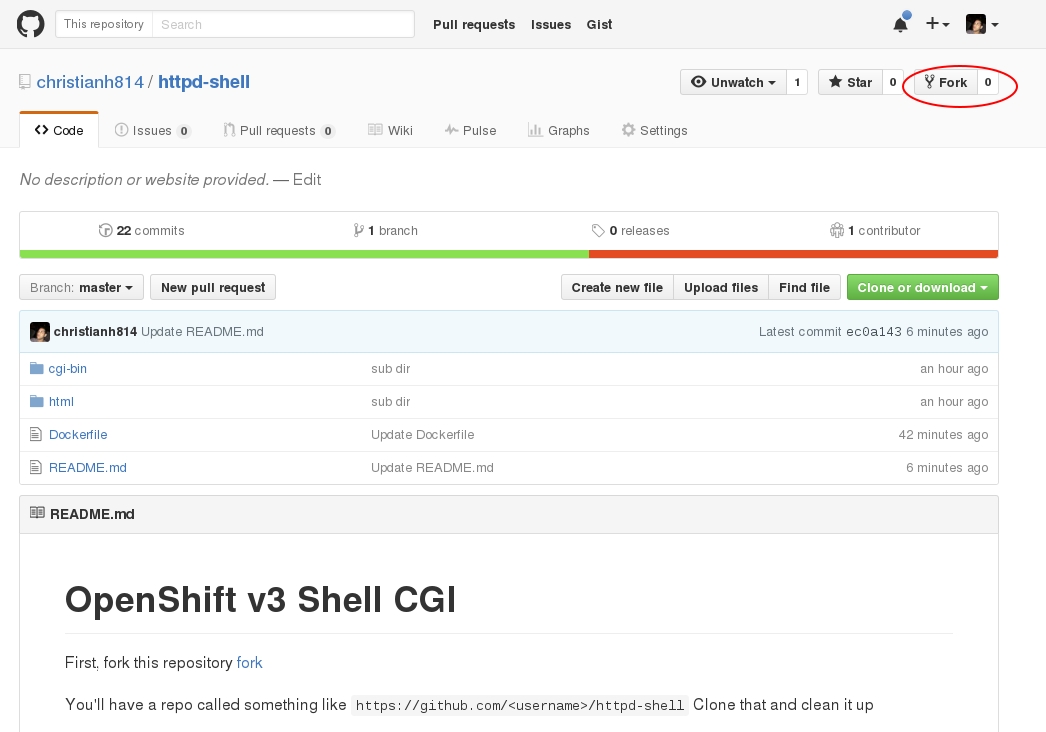 This repository Search Pull requests Issues Gist
christianh814 / httpd-shell Unwatch 1 Star 0 Fork 0
Code Issues 0 Pull requests 0 Wiki Pulse Graphs Settings
No description or website provided. — Edit
22 commits 1 branch 0 releases 1 contributor
Branch: master New pull request Create new file Upload files Find file Clone or download
christianh814 Update README.md Latest commit ec0a143 6 minutes ago
cgi-bin sub dir an hour ago
html sub dir an hour ago
Dockerfile Update Dockerfile 42 minutes ago
README.md Update README.md 6 minutes ago
README.md
OpenShift v3 Shell CGI
First, fork this repository fork
You'll have a repo called something like https://github.com/<username>/httpd-shell Clone that and clean it up